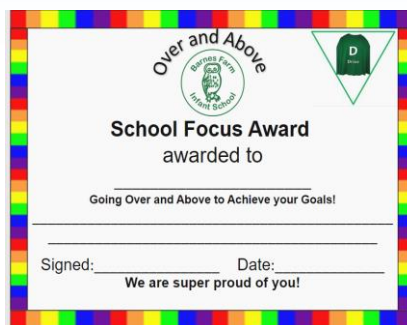 Over and Above
Barnes Farm
Infant School
D
Drive
School Focus Award
awarded to
Going Over and Above to Achieve your Goals!
Signed: Date:
We are super proud of you!